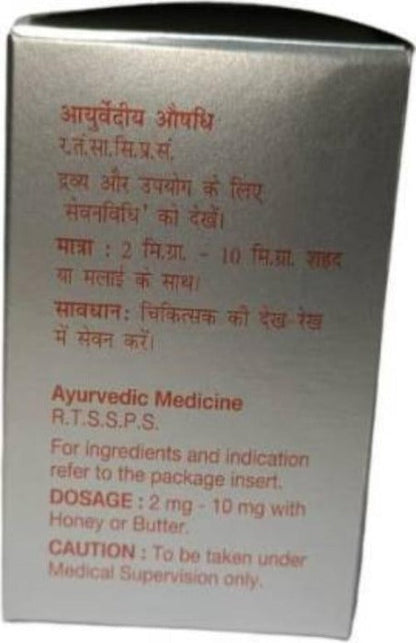 आयुर्वेदीय औषधि
र.तं.सा.सि.प्र.सं.
द्रव्य और उपयोग के लिए
'सेवनविधि' को देखें।
मात्रा : 2 मि.ग्रा. - 10 मि.ग्रा. शहद
या मलाई के साथ।
सावधान: चिकित्सक की देख-रेख
में सेवन करें।
Ayurvedic Medicine
R.T.S.S.P.S.
For ingredients and indication
refer to the package insert.
DOSAGE : 2 mg - 10 mg with
Honey or Butter.
CAUTION : To be taken under
Medical Supervision only.